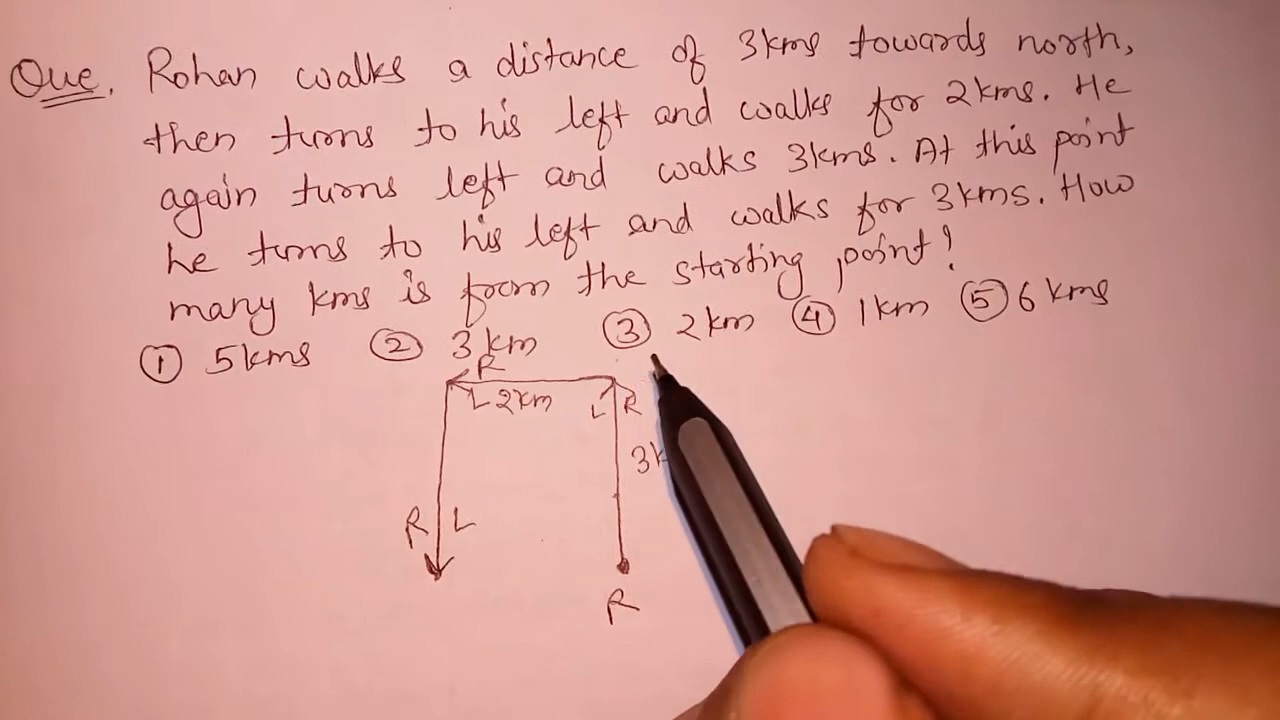 Que. Rohan walks a distance of 3kms towards north,
then turns to his left and walks for 2kms. He
again turns left and walks 3kms. At this point
he turns to his left and walks for 3kms. How
many kms is from the starting point?
① 5kms ② 3km ③ 2km ④ 1km ⑤ 6kms
R
L 2km L R
3k
R L
R